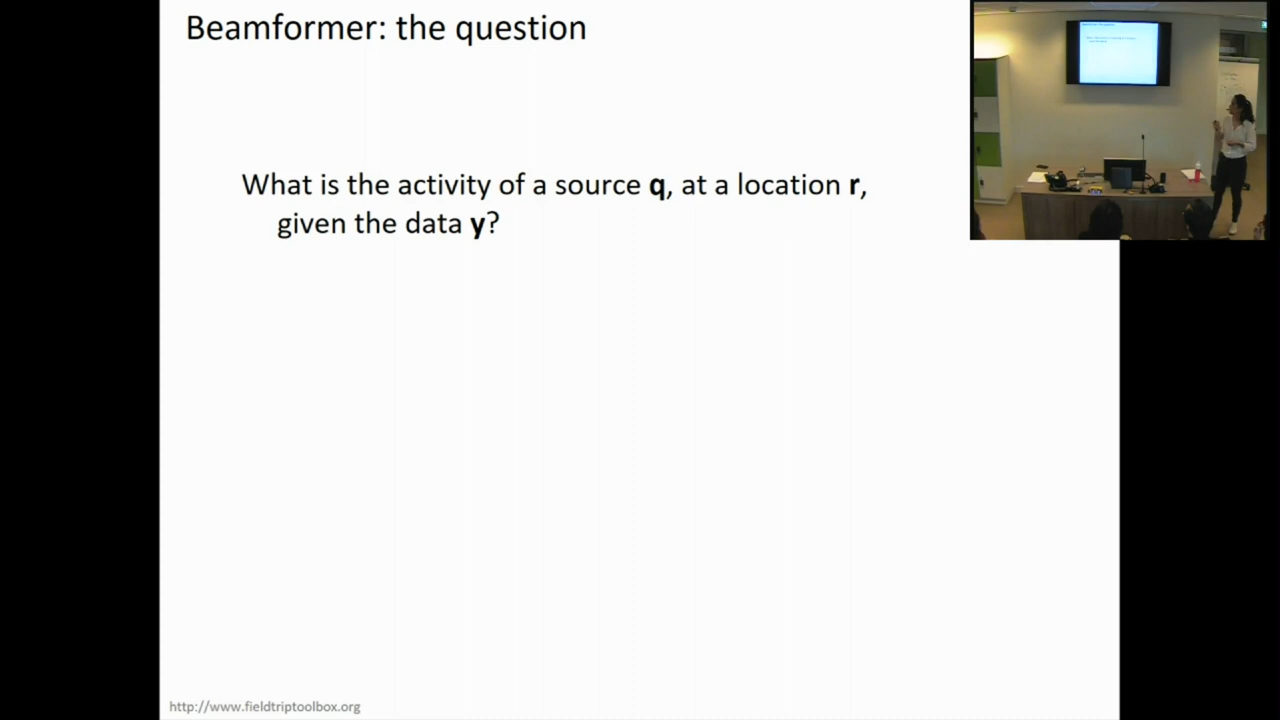 Beamformer: the question
What is the activity of a source q, at a location r,
given the data y?
http://www.fieldtriptoolbox.org